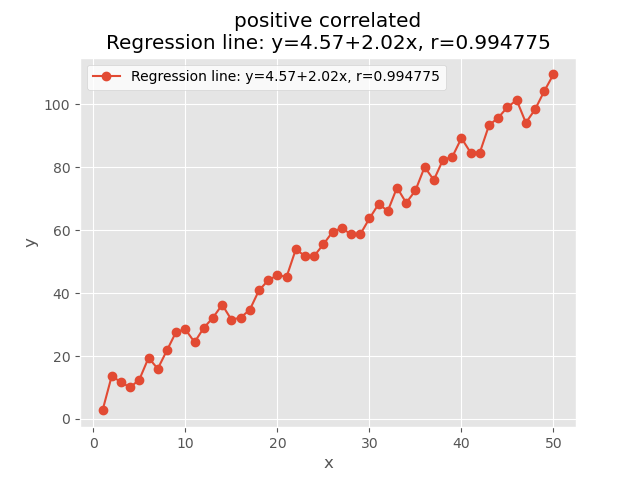 positive correlated
Regression line: y=4.57+2.02x, r=0.994775
Regression line: y=4.57+2.02x, r=0.994775
y
100
80
60
40
20
0
0 10 20 30 40 50
x